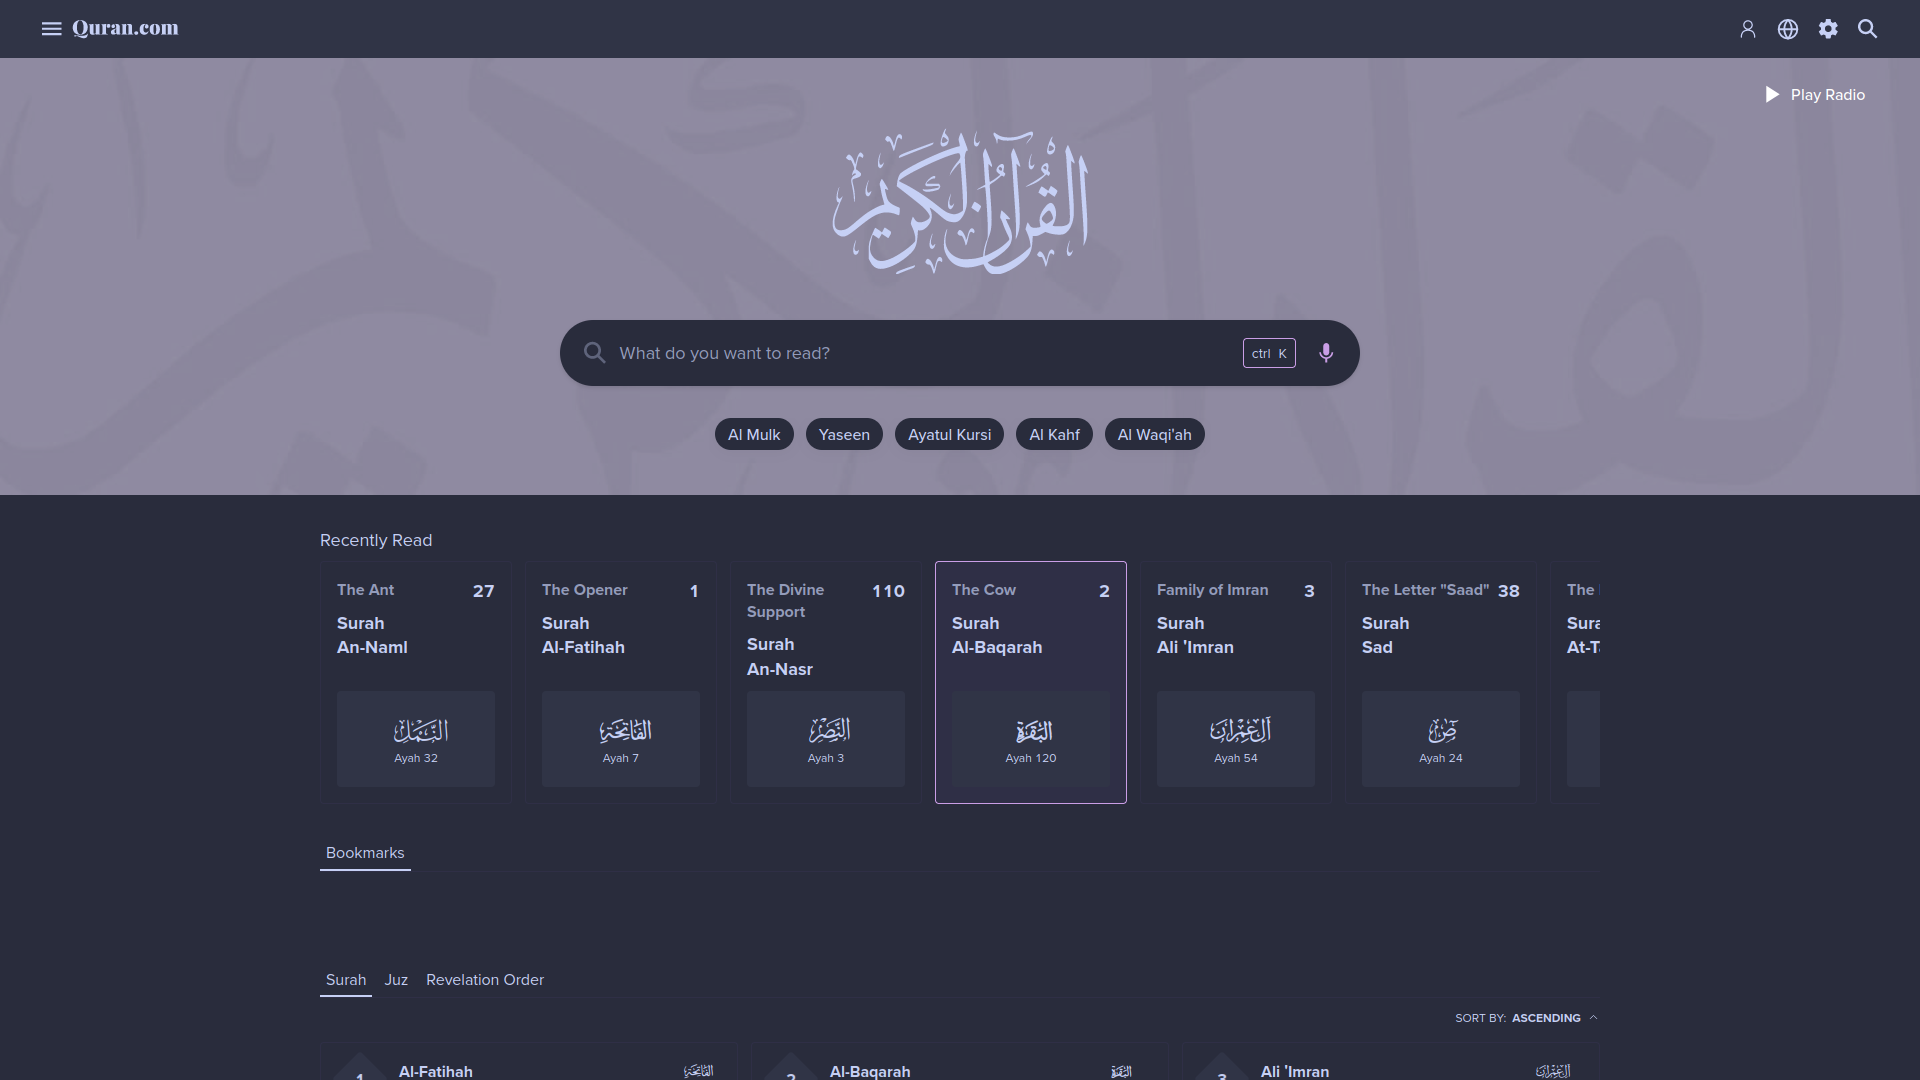 Quran.com
Play Radio
القرآن الكريم
What do you want to read?
ctrl K
Al Mulk
Yaseen
Ayatul Kursi
Al Kahf
Al Waqi'ah
Recently Read
The Ant 27
Surah
An-Naml
النمل
Ayah 32
The Opener 1
Surah
Al-Fatihah
الفاتحة
Ayah 7
The Divine 110
Support
Surah
An-Nasr
النصر
Ayah 3
The Cow 2
Surah
Al-Baqarah
البقرة
Ayah 120
Family of Imran 3
Surah
Ali 'Imran
آل عمران
Ayah 54
The Letter "Saad" 38
Surah
Sad
ص
Ayah 24
The
Bookmarks
Surah
Juz
Revelation Order
SORT BY: ASCENDING
1 Al-Fatihah الفاتحة
2 Al-Baqarah البقرة
3 Ali 'Imran آل عمران